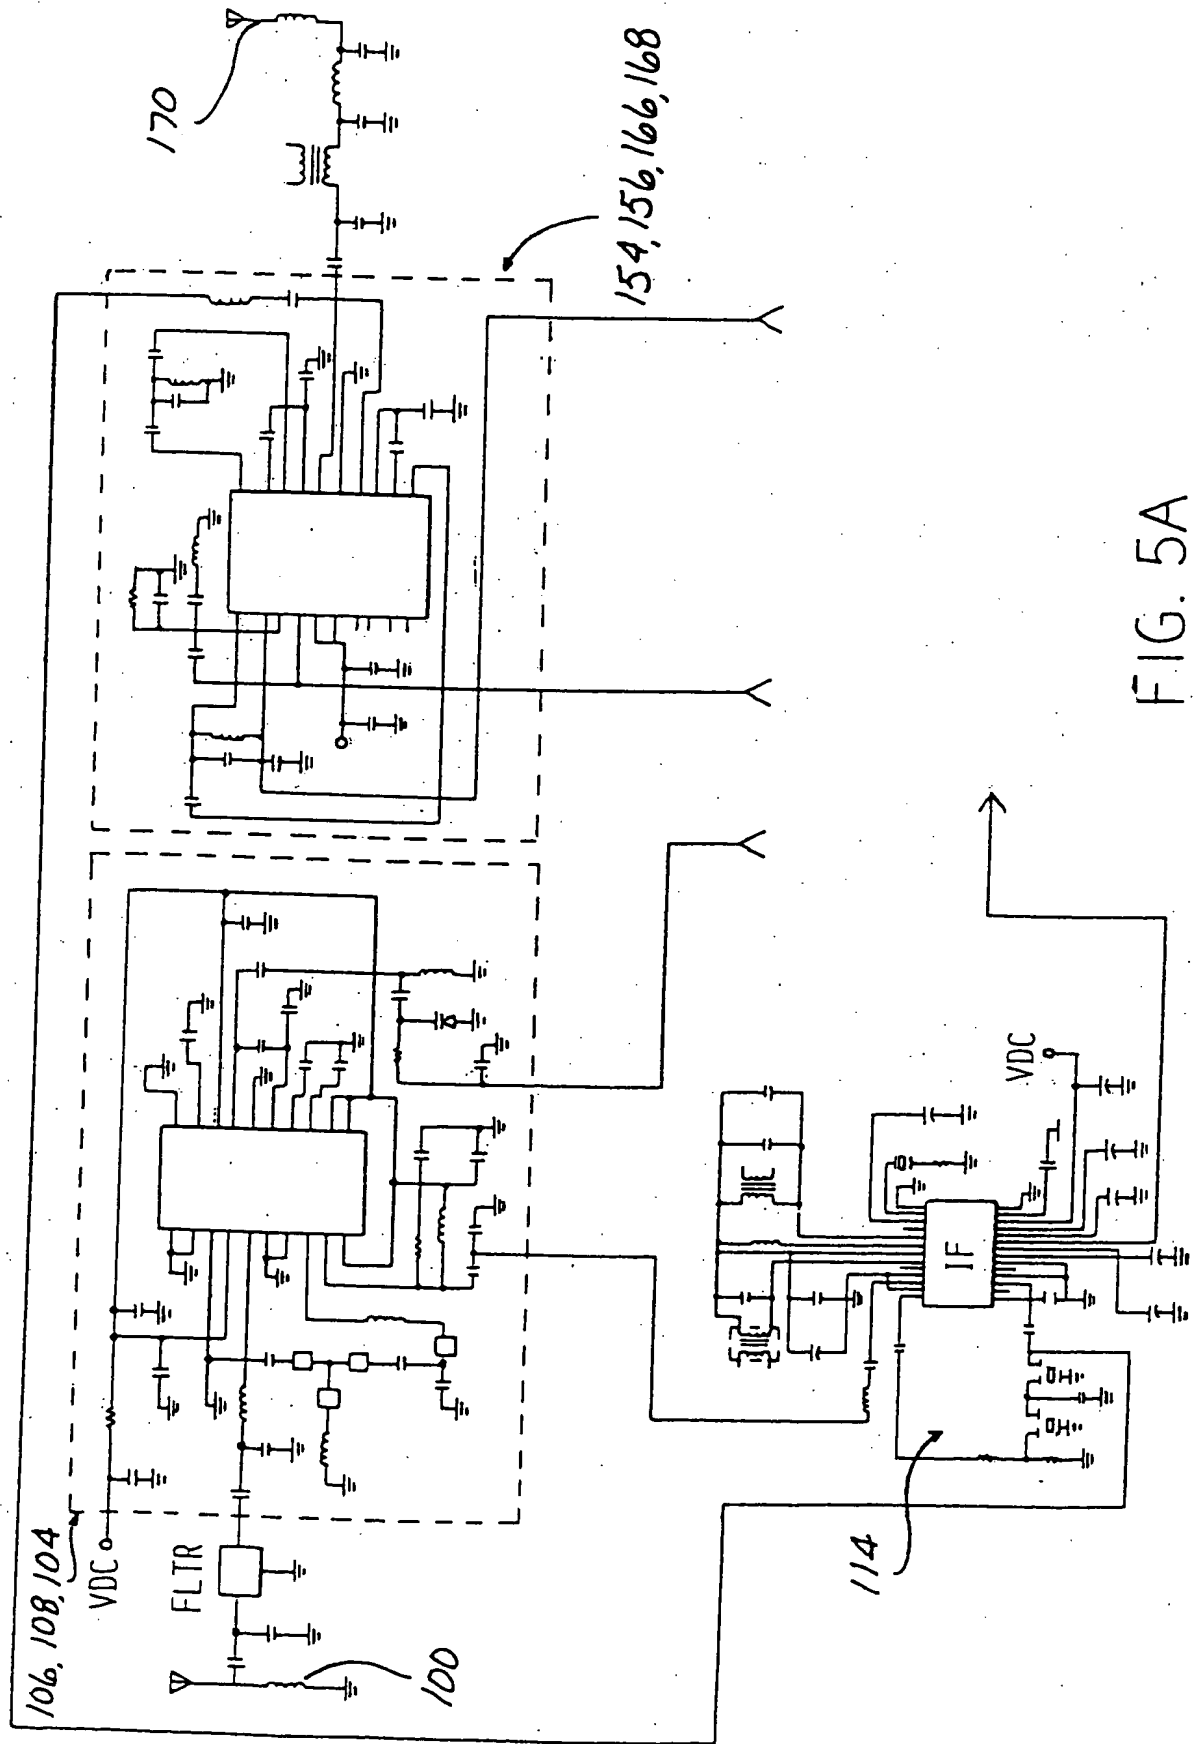 106, 108, 104
VDC
FLTR
100
170
154, 156, 166, 168
114
IF
VDC
FIG. 5A